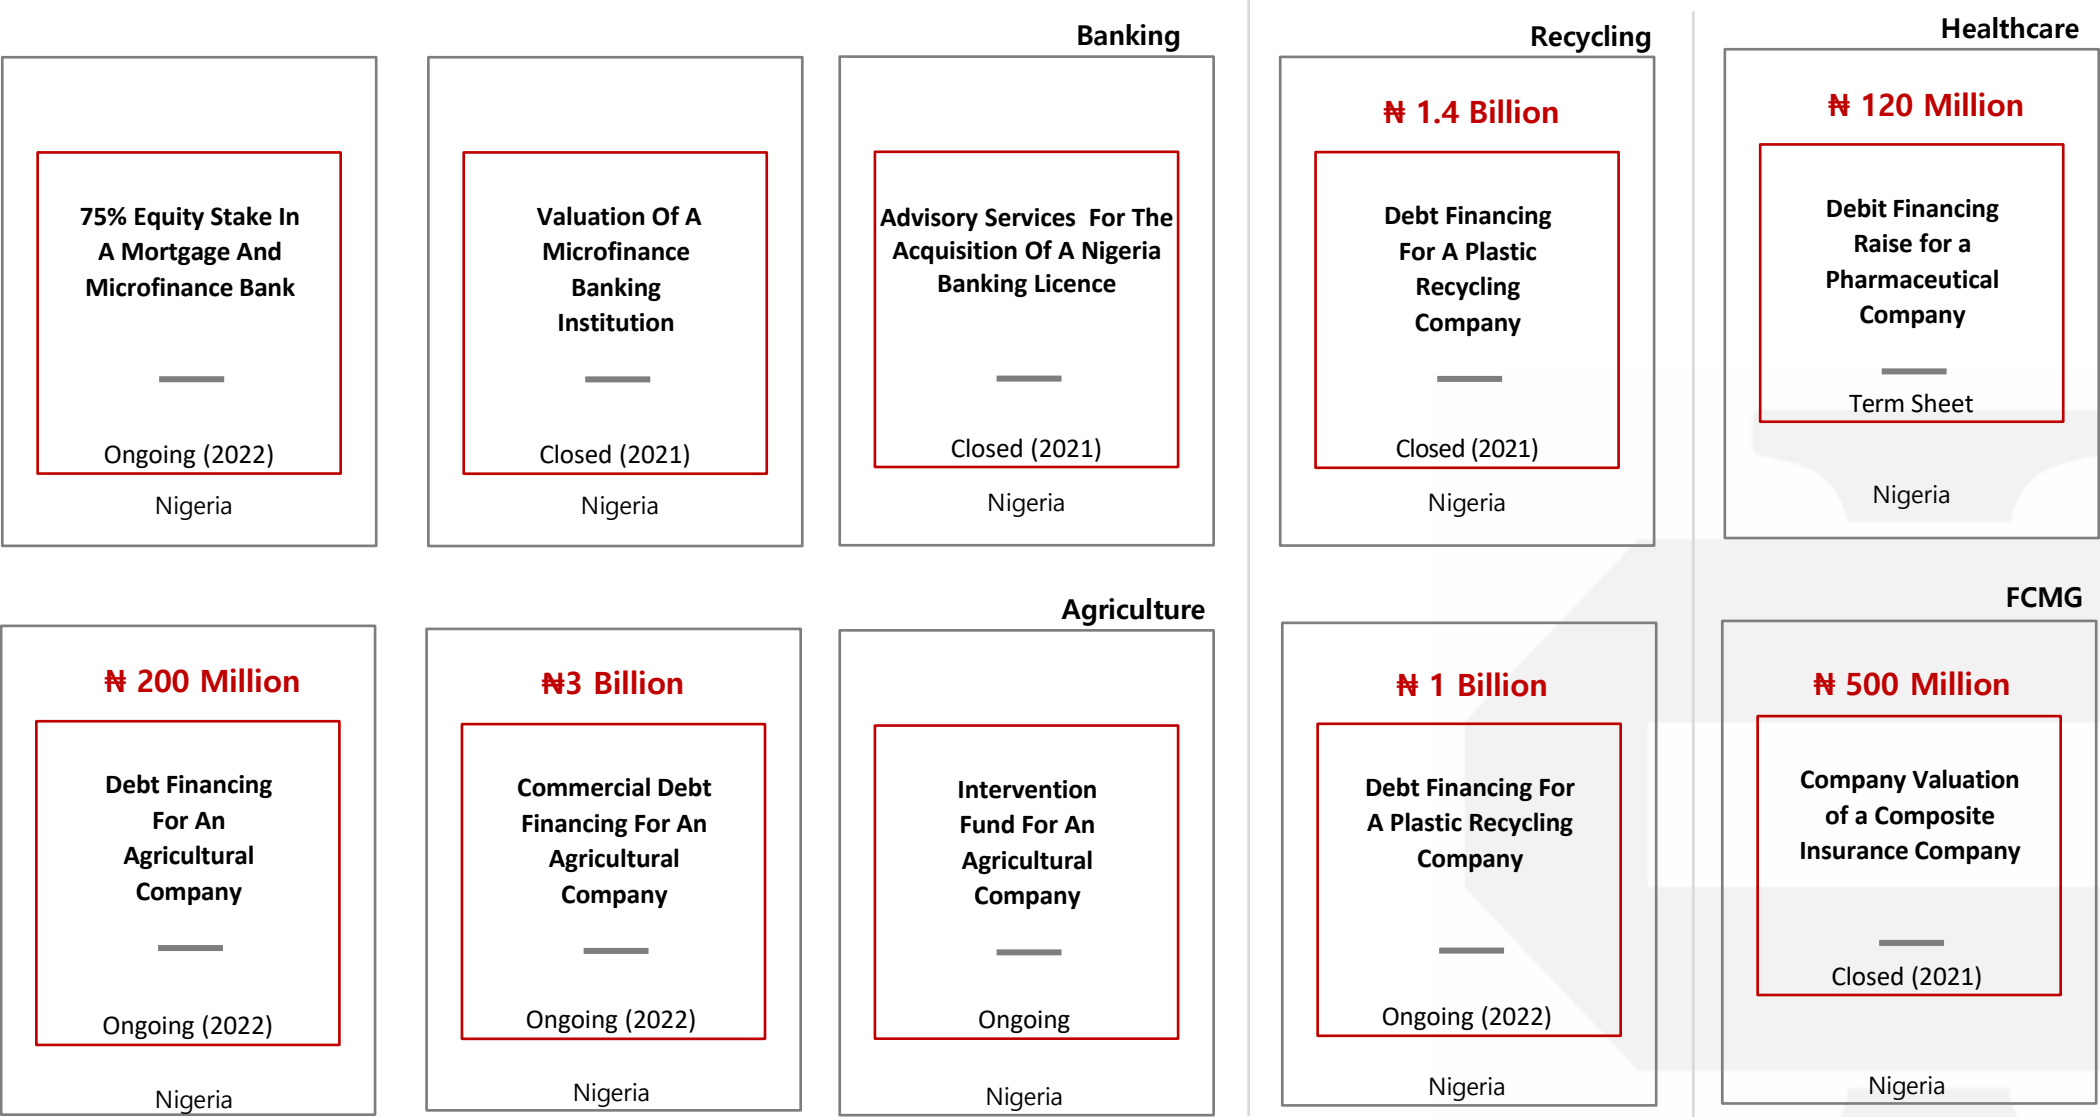 Banking
75% Equity Stake In
A Mortgage And
Microfinance Bank
Ongoing (2022)
Nigeria
Valuation Of A
Microfinance
Banking
Institution
Closed (2021)
Nigeria
Advisory Services For The
Acquisition Of A Nigeria
Banking Licence
Closed (2021)
Nigeria
Recycling
₦ 1.4 Billion
Debt Financing
For A Plastic
Recycling
Company
Closed (2021)
Nigeria
Healthcare
₦ 120 Million
Debit Financing
Raise for a
Pharmaceutical
Company
Term Sheet
Nigeria
Agriculture
₦ 200 Million
Debt Financing
For An
Agricultural
Company
Ongoing (2022)
Nigeria
₦3 Billion
Commercial Debt
Financing For An
Agricultural
Company
Ongoing (2022)
Nigeria
Intervention
Fund For An
Agricultural
Company
Ongoing
Nigeria
₦ 1 Billion
Debt Financing For
A Plastic Recycling
Company
Ongoing (2022)
Nigeria
FCMG
₦ 500 Million
Company Valuation
of a Composite
Insurance Company
Closed (2021)
Nigeria